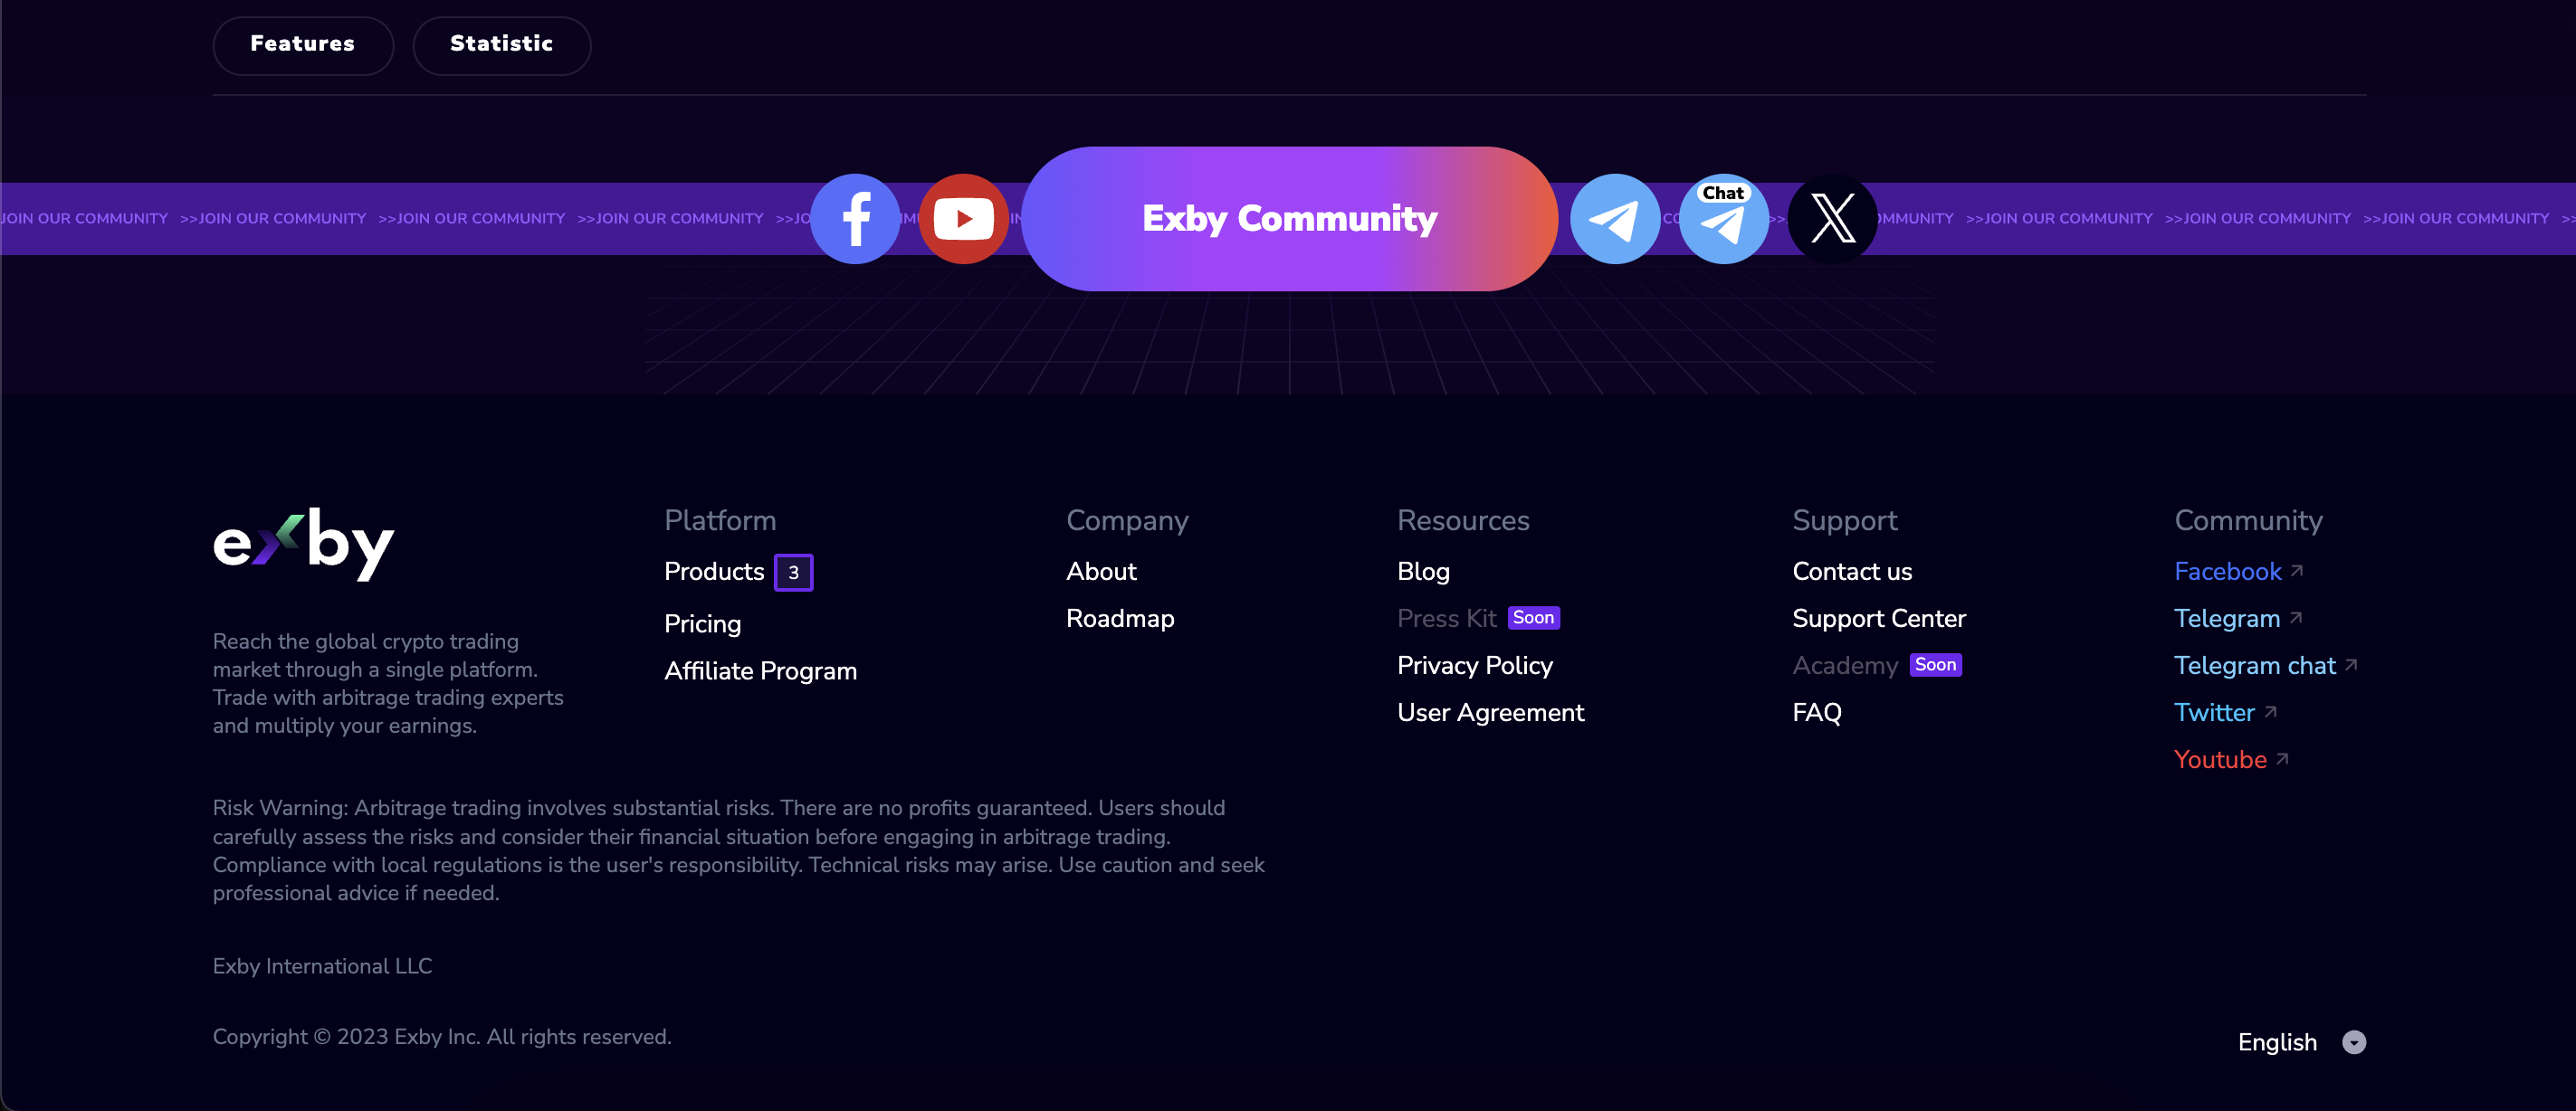 Features
Statistic
JOIN OUR COMMUNITY >>JOIN OUR COMMUNITY >>JOIN OUR COMMUNITY >>JOIN OUR COMMUNITY >>JO
Exby Community
Chat
OMMUNITY >>JOIN OUR COMMUNITY >>JOIN OUR COMMUNITY >>JOIN OUR COMMUNITY >>
exby
Reach the global crypto trading
market through a single platform.
Trade with arbitrage trading experts
and multiply your earnings.
Platform
Products 3
Pricing
Affiliate Program
Company
About
Roadmap
Resources
Blog
Press Kit Soon
Privacy Policy
User Agreement
Support
Contact us
Support Center
Academy Soon
FAQ
Community
Facebook
Telegram
Telegram chat
Twitter
Youtube
Risk Warning: Arbitrage trading involves substantial risks. There are no profits guaranteed. Users should
carefully assess the risks and consider their financial situation before engaging in arbitrage trading.
Compliance with local regulations is the user's responsibility. Technical risks may arise. Use caution and seek
professional advice if needed.
Exby International LLC
Copyright © 2023 Exby Inc. All rights reserved.
English